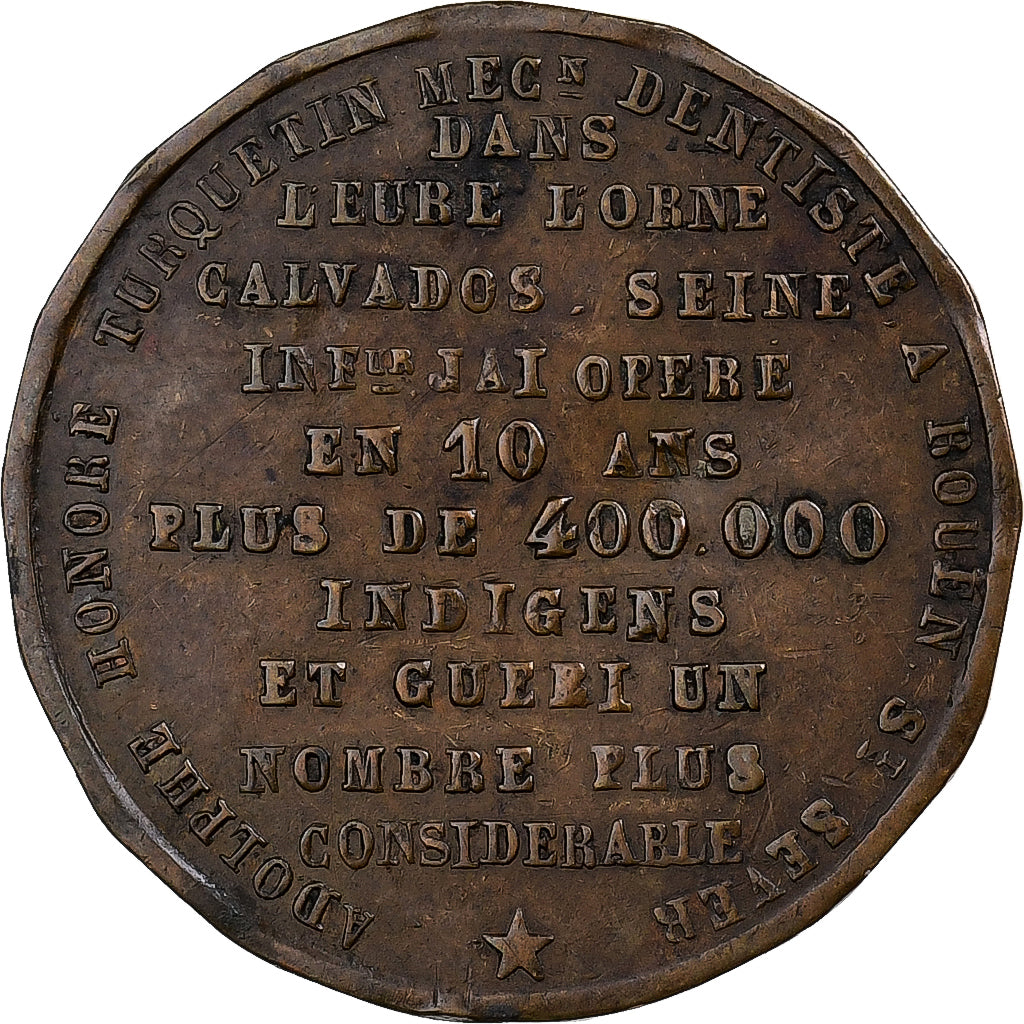 ADOLPHE HONORE TURQUETIN MECN DENTISTE A ROUEN ST SEVER
DANS
L'EURE L'ORNE
CALVADOS. SEINE
INFUR JAI OPERE
EN 10 ANS
PLUS DE 400.000
INDIGENS
ET GUERI UN
NOMBRE PLUS
CONSIDERABLE